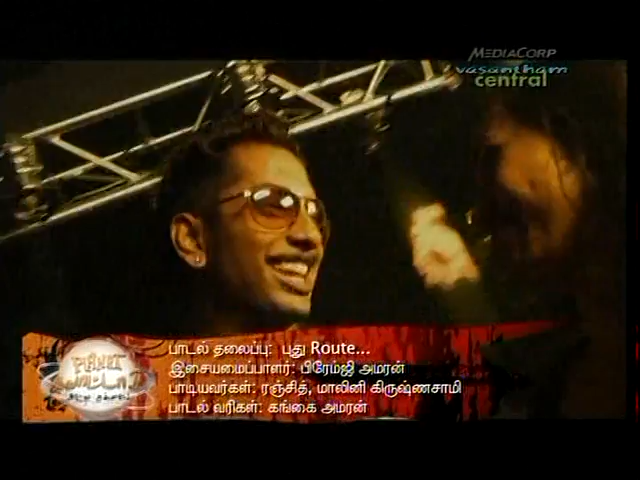 MEDIACORP
vasantham
central
பாடல் தலைப்பு: புது Route...
இசையமைப்பாளர்: பிரேம்ஜி அமரன்
பாடியவர்கள்: ரஞ்சித், மாலினி கிருஷ்ணசாமி
பாடல் வரிகள்: கங்கை அமரன்